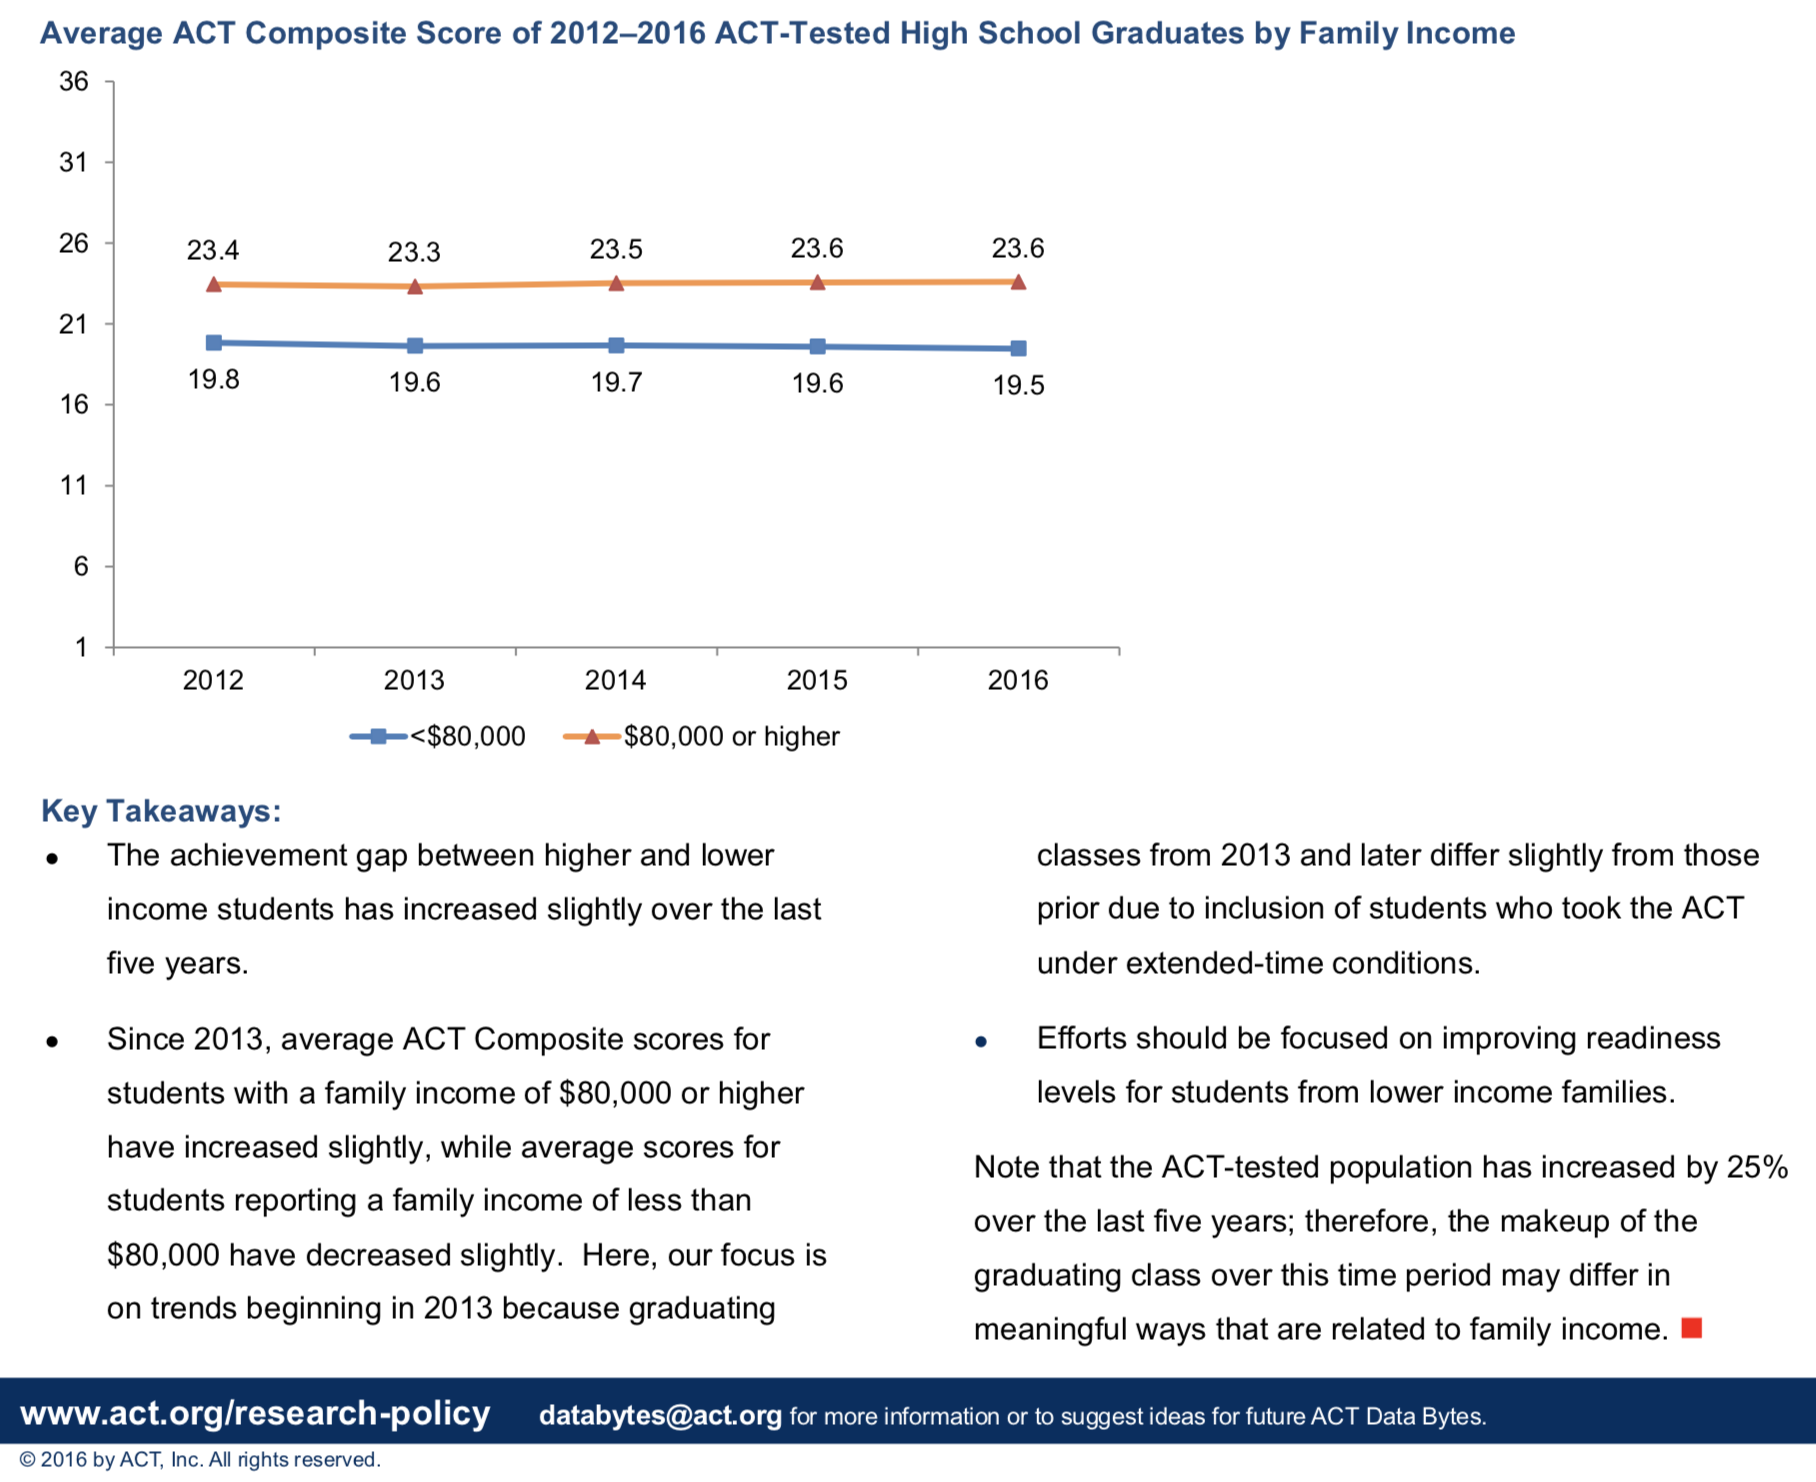 Average ACT Composite Score of 2012–2016 ACT-Tested High School Graduates by Family Income
36
31
26
21
16
11
6
1
23.4
23.3
23.5
23.6
23.6
19.8
19.6
19.7
19.6
19.5
2012
2013
2014
2015
2016
<$80,000
$80,000 or higher
Key Takeaways:
• The achievement gap between higher and lower
income students has increased slightly over the last
five years.
• Since 2013, average ACT Composite scores for
students with a family income of $80,000 or higher
have increased slightly, while average scores for
students reporting a family income of less than
$80,000 have decreased slightly.  Here, our focus is
on trends beginning in 2013 because graduating
classes from 2013 and later differ slightly from those
prior due to inclusion of students who took the ACT
under extended-time conditions.
• Efforts should be focused on improving readiness
levels for students from lower income families.
Note that the ACT-tested population has increased by 25%
over the last five years; therefore, the makeup of the
graduating class over this time period may differ in
meaningful ways that are related to family income.
www.act.org/research-policy databytes@act.org for more information or to suggest ideas for future ACT Data Bytes.
© 2016 by ACT, Inc. All rights reserved.